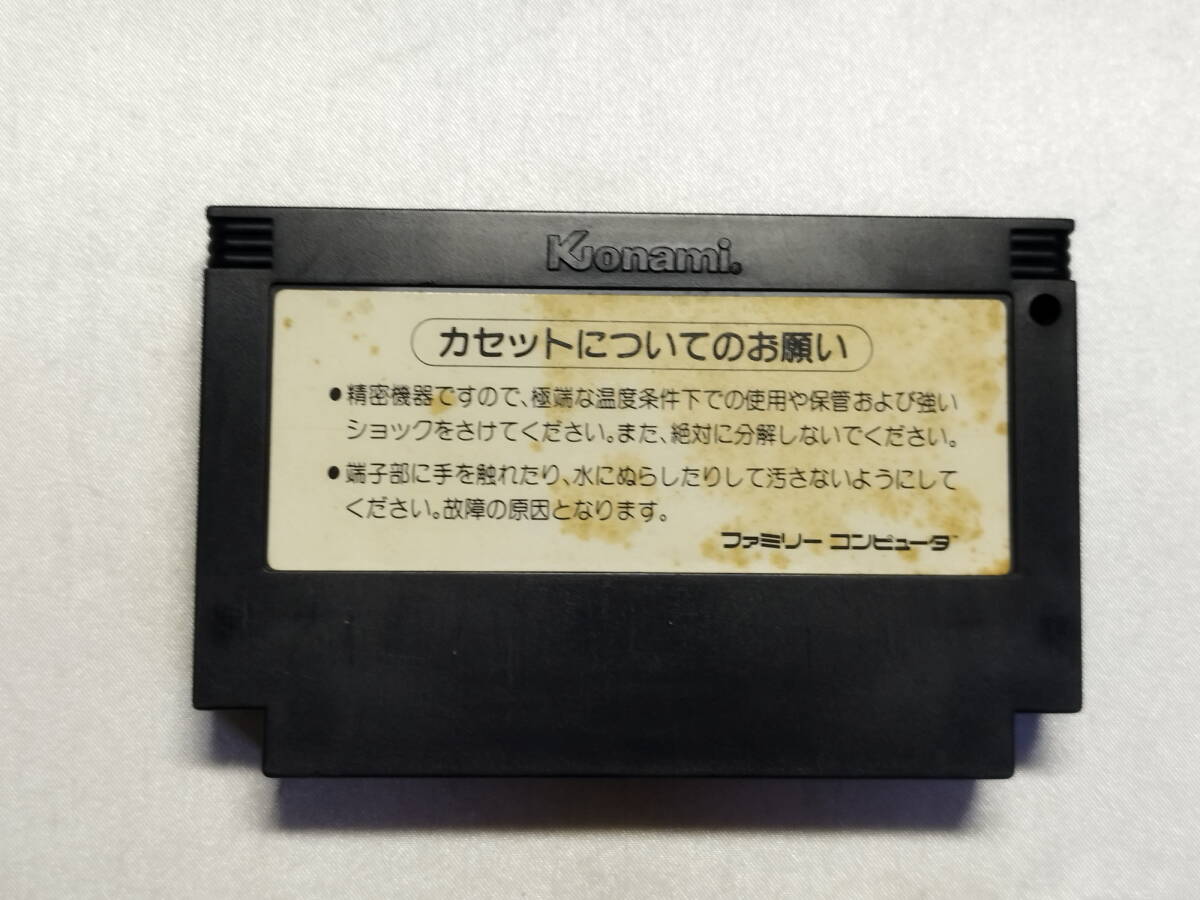 Konami®
カセットについてのお願い
●精密機器ですので、極端な温度条件下での使用や保管および強い
ショックをさけてください。また、絶対に分解しないでください。
●端子部に手を触れたり、水にぬらしたりして汚さないようにして
ください。故障の原因となります。
ファミリー コンピュータ™